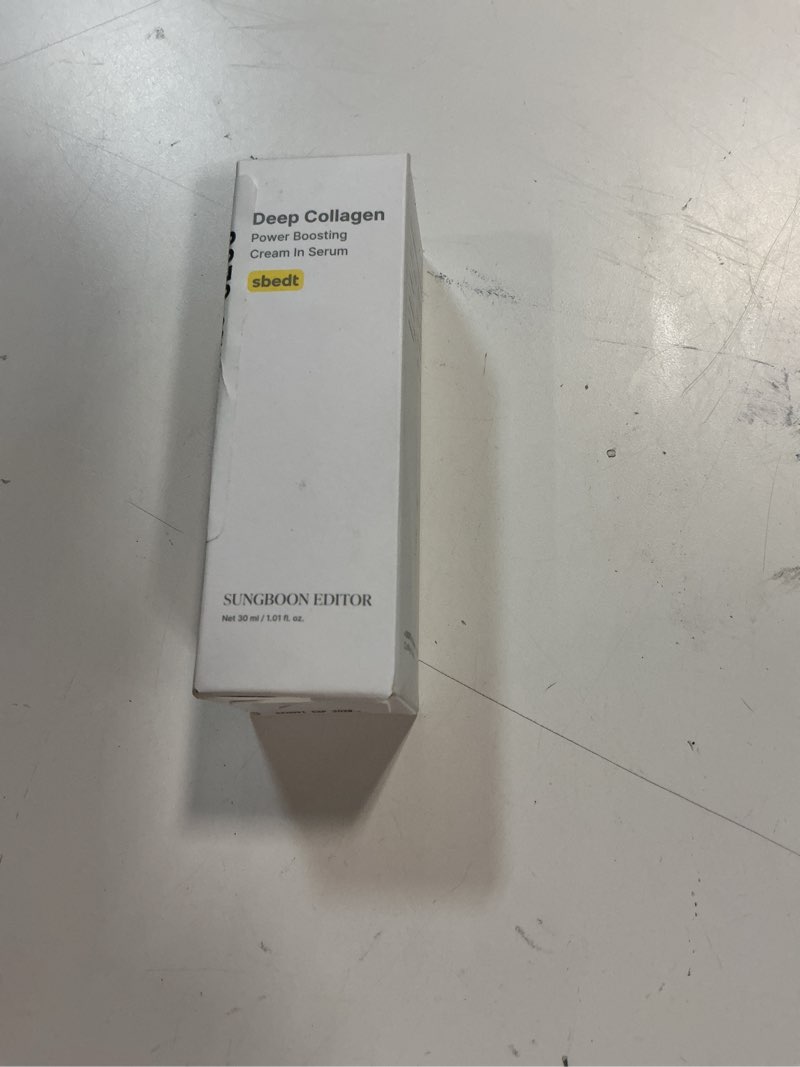 Deep Collagen
Power Boosting
Cream In Serum
sbedt
SUNGBOON EDITOR
Net 30 ml / 1.01 fl. oz.